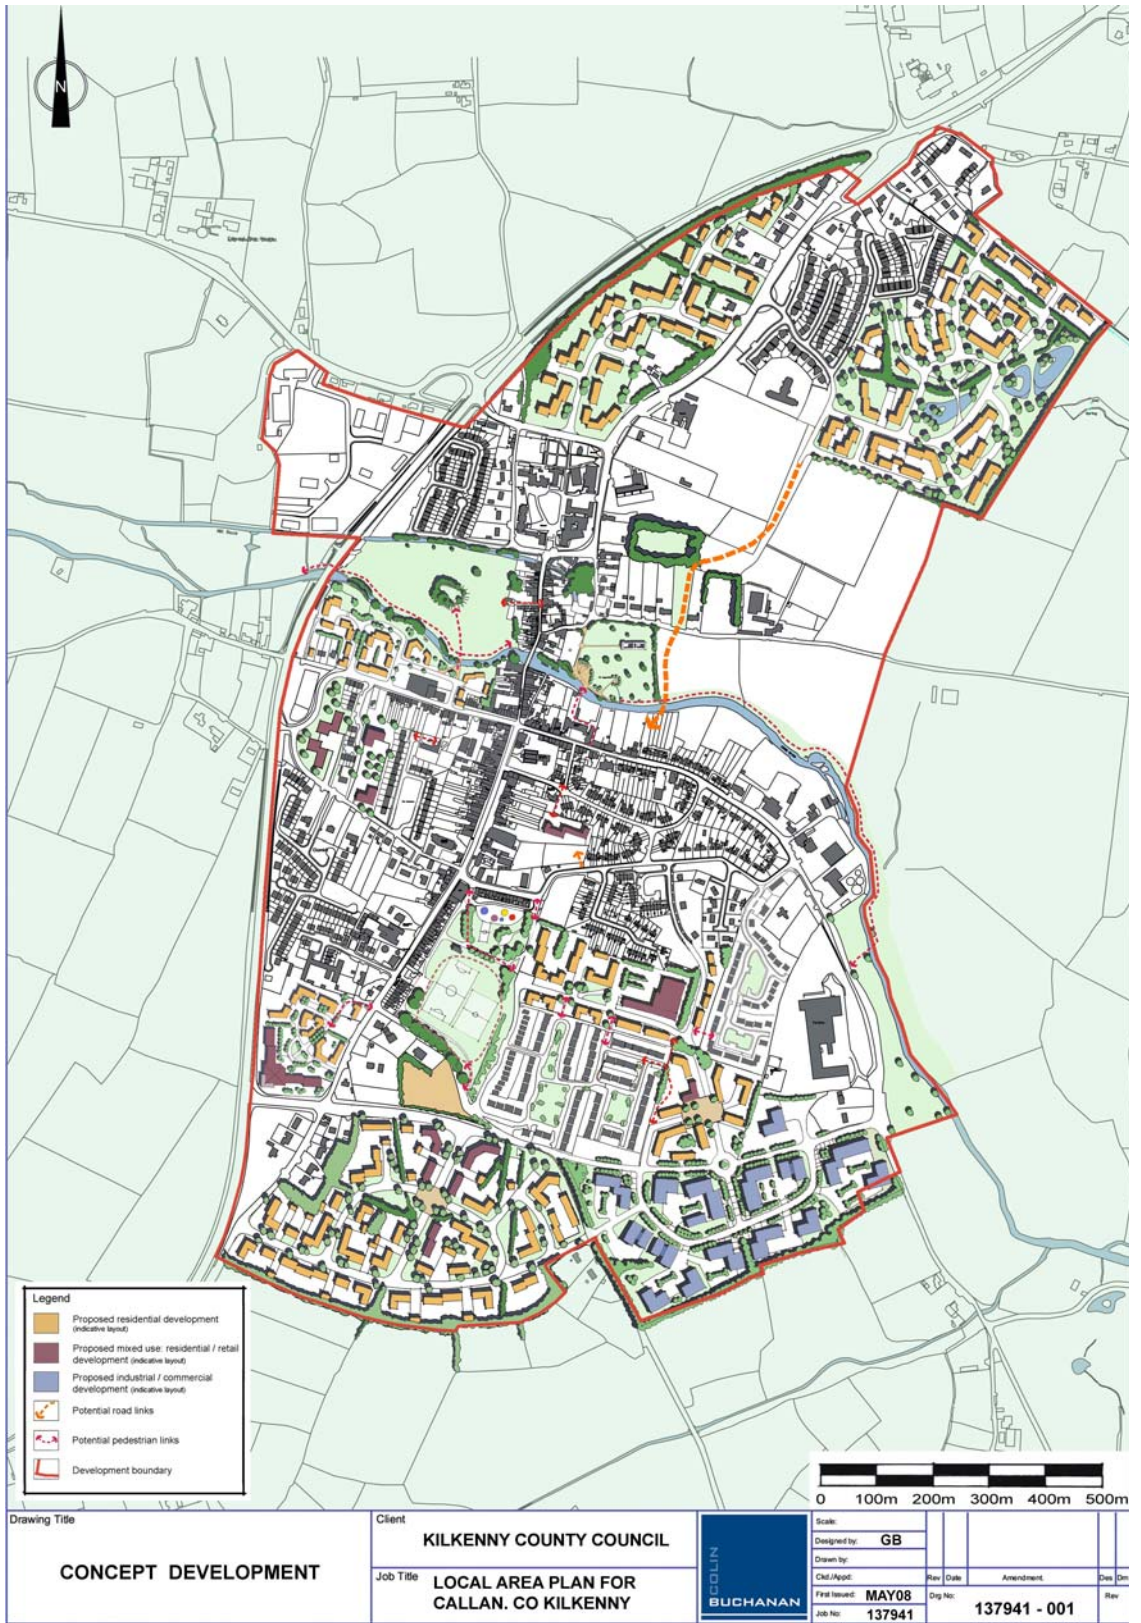 N
Legend
Proposed residential development
(indicative layout)
Proposed mixed use: residential / retail
development (indicative layout)
Proposed industrial / commercial
development (indicative layout)
Potential road links
Potential pedestrian links
Development boundary
0 100m 200m 300m 400m 500m
Drawing Title
CONCEPT DEVELOPMENT
Client
KILKENNY COUNTY COUNCIL
Job Title
LOCAL AREA PLAN FOR
CALLAN. CO KILKENNY
COLIN
BUCHANAN
Scale:
Designed by: GB
Drawn by:
Ckd./Appd:
First Issued: MAY08
Job No: 137941
Rev Date Amendment. Des Drn
Drg No: Rev
137941 - 001